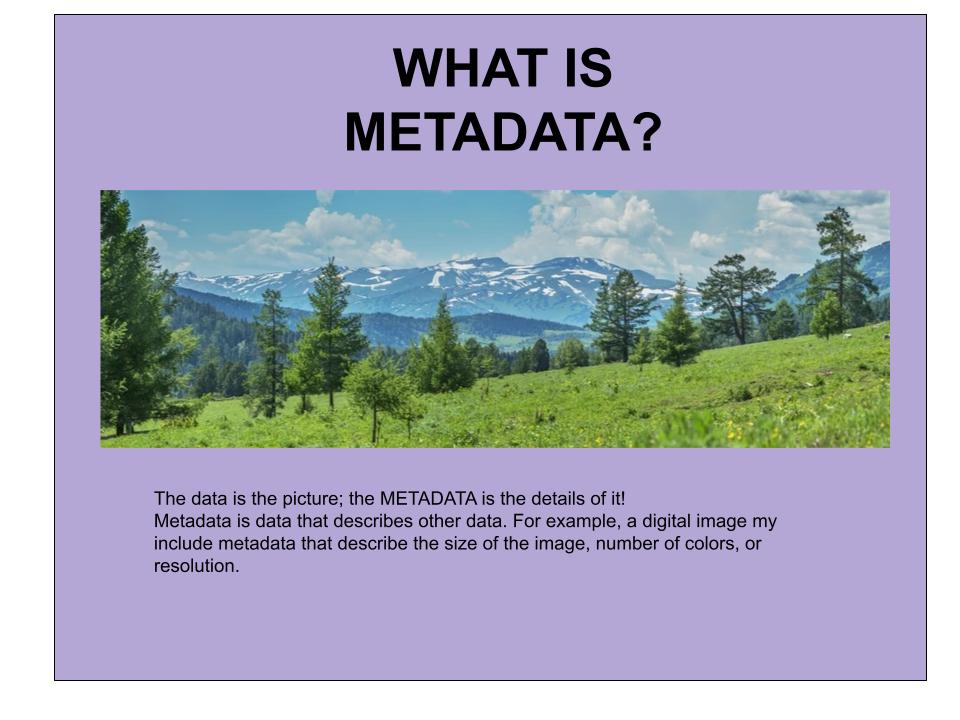 WHAT IS
METADATA?
The data is the picture; the METADATA is the details of it!
Metadata is data that describes other data. For example, a digital image my
include metadata that describe the size of the image, number of colors, or
resolution.